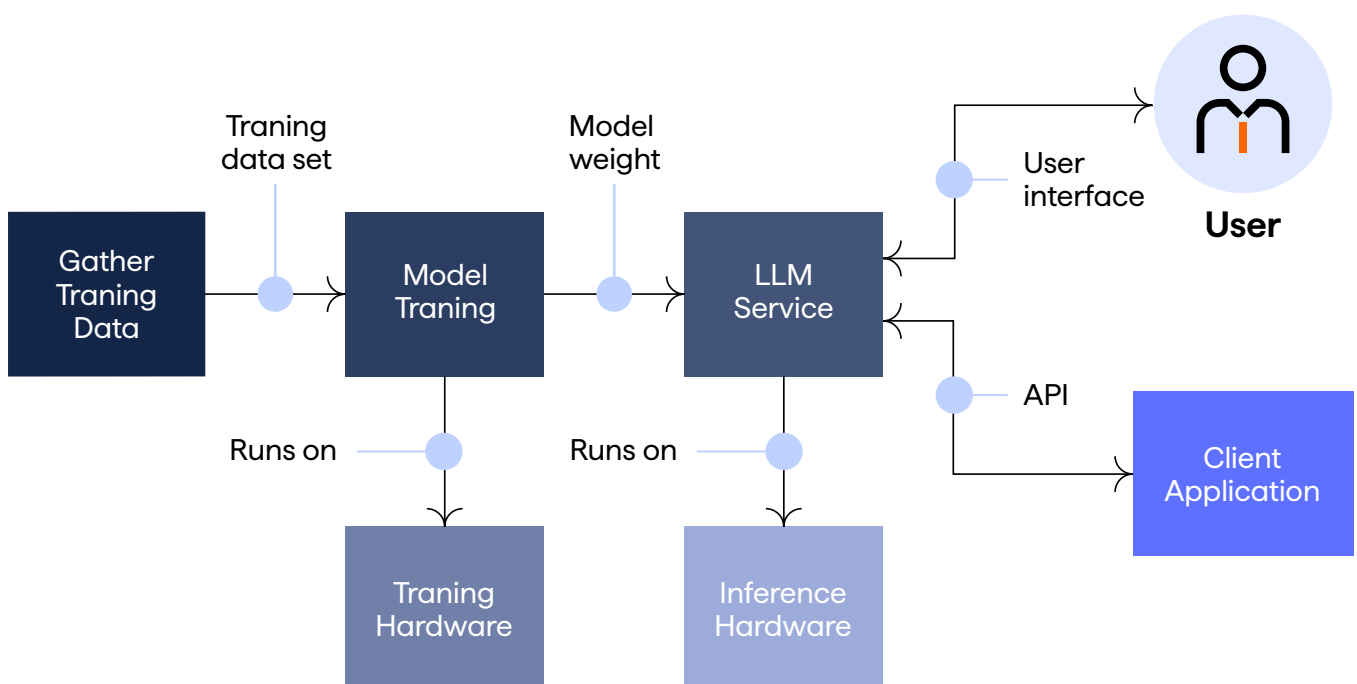 Traning
data set
Model
weight
User
interface
User
Gather
Traning
Data
Model
Traning
LLM
Service
API
Runs on
Runs on
Client
Application
Traning
Hardware
Inference
Hardware